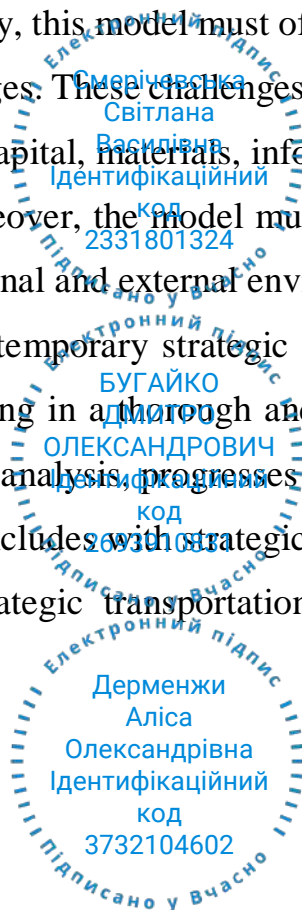 y, this model must of
ges. These challenges
apital, materials, info
eover, the model mu
nal and external env
temporary strategic
ng in a thorough and
analysis, progresses
cludes with strategic
ategic transportation
Електронний підпис
Смерічевська
Світлана
Василівна
Ідентифікаційний
код
2331801324
Підписано у Вчасно
Електронний підпис
БУГАЙКО
ДМИТРО
ОЛЕКСАНДРОВИЧ
Ідентифікаційний
код
Підписано у Вчасно
Електронний підпис
Дерменжи
Аліса
Олександрівна
Ідентифікаційний
код
3732104602
Підписано у Вчасно